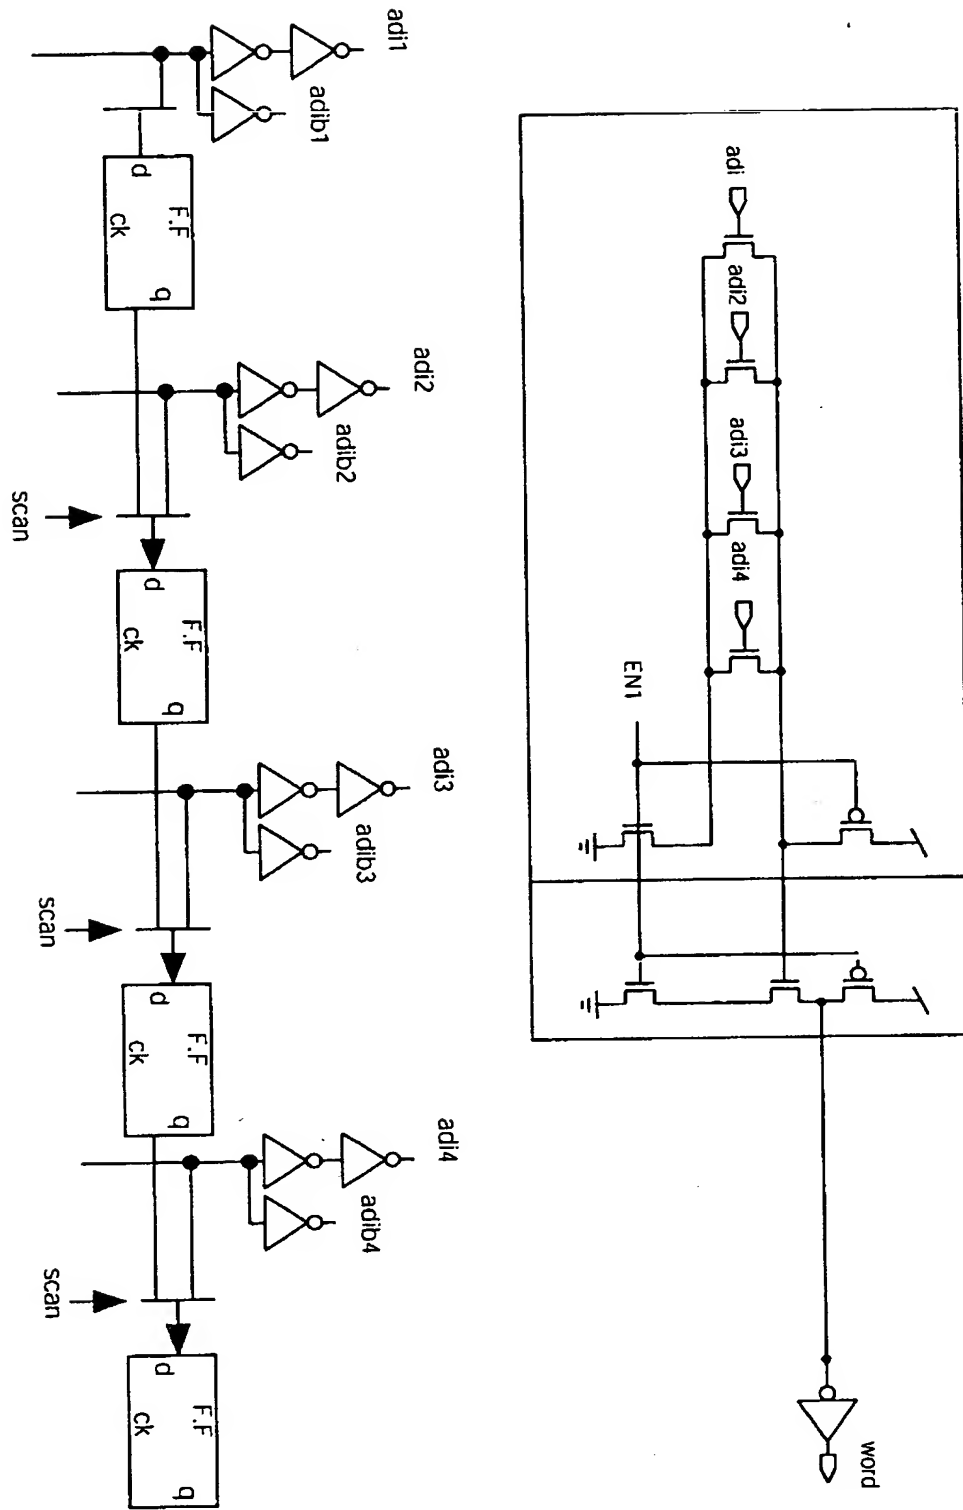 adi
adi2
adi3
adi4
EN1
word
adi1
adib1
d
F.F
ck
q
adi2
adib2
scan
d
F.F
ck
q
adi3
adib3
scan
d
F.F
ck
q
adi4
adib4
scan
d
F.F
ck
q